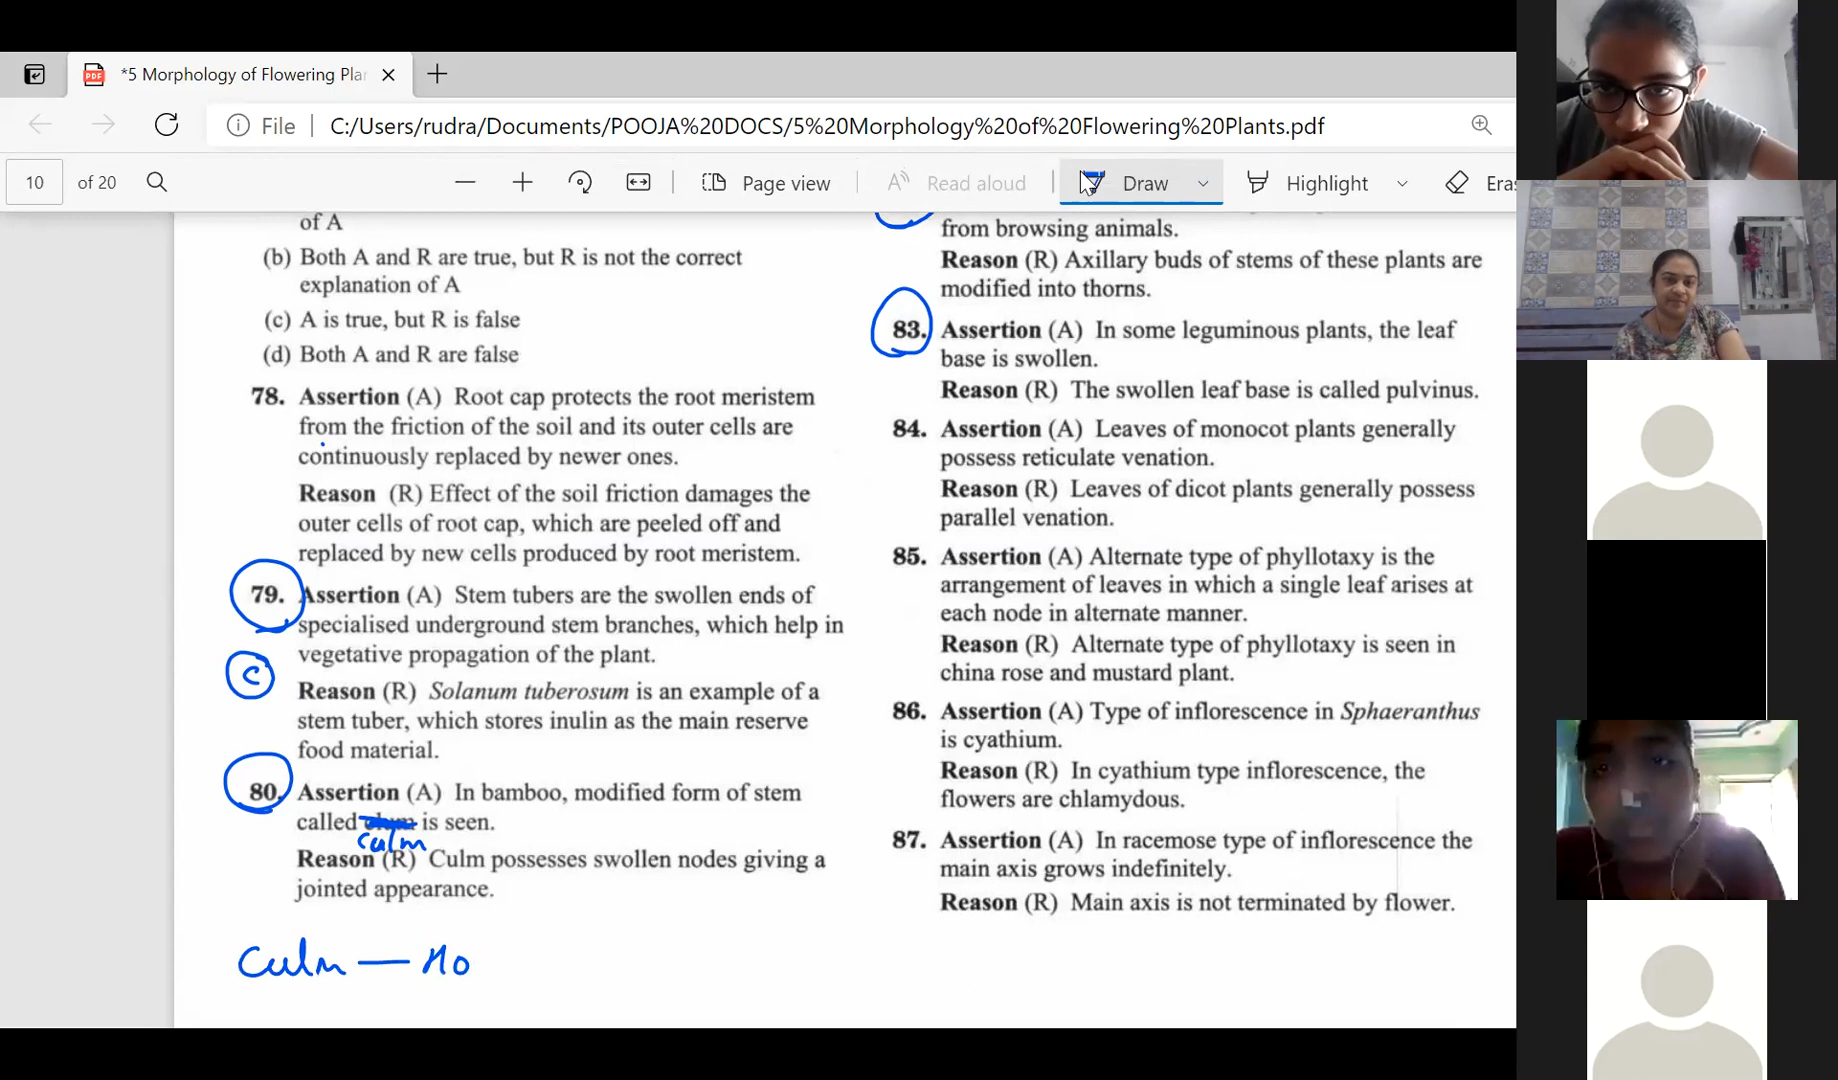 *5 Morphology of Flowering Pla
File
C:/Users/rudra/Documents/POOJA%20DOCS/5%20Morphology%20of%20Flowering%20Plants.pdf
10 of 20
Page view
Read aloud
Draw
Highlight
Eras
of A
(b) Both A and R are true, but R is not the correct
explanation of A
(c) A is true, but R is false
(d) Both A and R are false
78. Assertion (A) Root cap protects the root meristem
from the friction of the soil and its outer cells are
continuously replaced by newer ones.
Reason (R) Effect of the soil friction damages the
outer cells of root cap, which are peeled off and
replaced by new cells produced by root meristem.
79. Assertion (A) Stem tubers are the swollen ends of
specialised underground stem branches, which help in
vegetative propagation of the plant.
C
Reason (R) Solanum tuberosum is an example of a
stem tuber, which stores inulin as the main reserve
food material.
80. Assertion (A) In bamboo, modified form of stem
called is seen.
culm
Reason (R) Culm possesses swollen nodes giving a
jointed appearance.
Culm — no
from browsing animals.
Reason (R) Axillary buds of stems of these plants are
modified into thorns.
83. Assertion (A) In some leguminous plants, the leaf
base is swollen.
Reason (R) The swollen leaf base is called pulvinus.
84. Assertion (A) Leaves of monocot plants generally
possess reticulate venation.
Reason (R) Leaves of dicot plants generally possess
parallel venation.
85. Assertion (A) Alternate type of phyllotaxy is the
arrangement of leaves in which a single leaf arises at
each node in alternate manner.
Reason (R) Alternate type of phyllotaxy is seen in
china rose and mustard plant.
86. Assertion (A) Type of inflorescence in Sphaeranthus
is cyathium.
Reason (R) In cyathium type inflorescence, the
flowers are chlamydous.
87. Assertion (A) In racemose type of inflorescence the
main axis grows indefinitely.
Reason (R) Main axis is not terminated by flower.